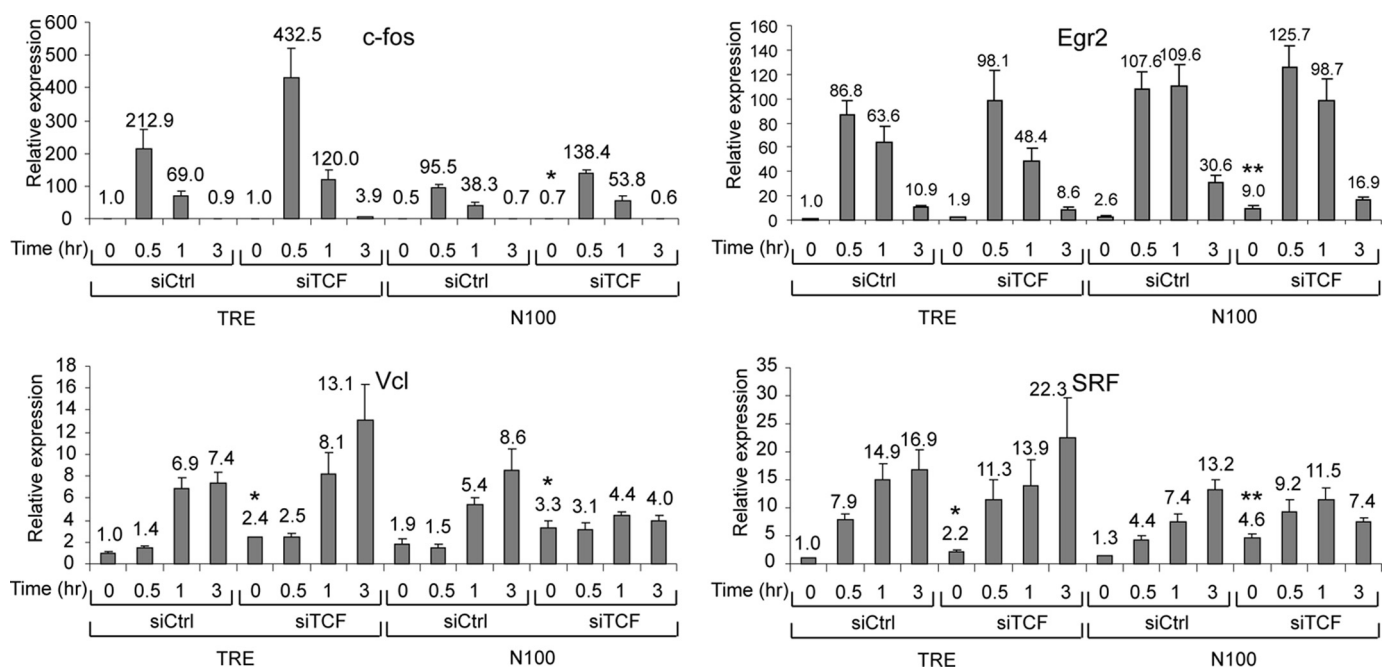 c-fos
Relative expression
600
500
400
300
200
100
0
1.0 212.9 69.0 0.9 1.0 432.5 120.0 3.9 0.5 95.5 38.3 0.7 * 0.7 138.4 53.8 0.6
Time (hr) 0 0.5 1 3 0 0.5 1 3 0 0.5 1 3 0 0.5 1 3
siCtrl siTCF siCtrl siTCF
TRE N100
Egr2
Relative expression
160
140
120
100
80
60
40
20
0
1.0 86.8 63.6 10.9 1.9 98.1 48.4 8.6 2.6 107.6 109.6 30.6 ** 9.0 125.7 98.7 16.9
Time (hr) 0 0.5 1 3 0 0.5 1 3 0 0.5 1 3 0 0.5 1 3
siCtrl siTCF siCtrl siTCF
TRE N100
Vcl
Relative expression
18
16
14
12
10
8
6
4
2
0
1.0 1.4 6.9 7.4 * 2.4 2.5 8.1 13.1 1.9 1.5 5.4 8.6 * 3.3 3.1 4.4 4.0
Time (hr) 0 0.5 1 3 0 0.5 1 3 0 0.5 1 3 0 0.5 1 3
siCtrl siTCF siCtrl siTCF
TRE N100
SRF
Relative expression
35
30
25
20
15
10
5
0
1.0 7.9 14.9 16.9 * 2.2 11.3 13.9 22.3 1.3 4.4 7.4 13.2 ** 4.6 9.2 11.5 7.4
Time (hr) 0 0.5 1 3 0 0.5 1 3 0 0.5 1 3 0 0.5 1 3
siCtrl siTCF siCtrl siTCF
TRE N100